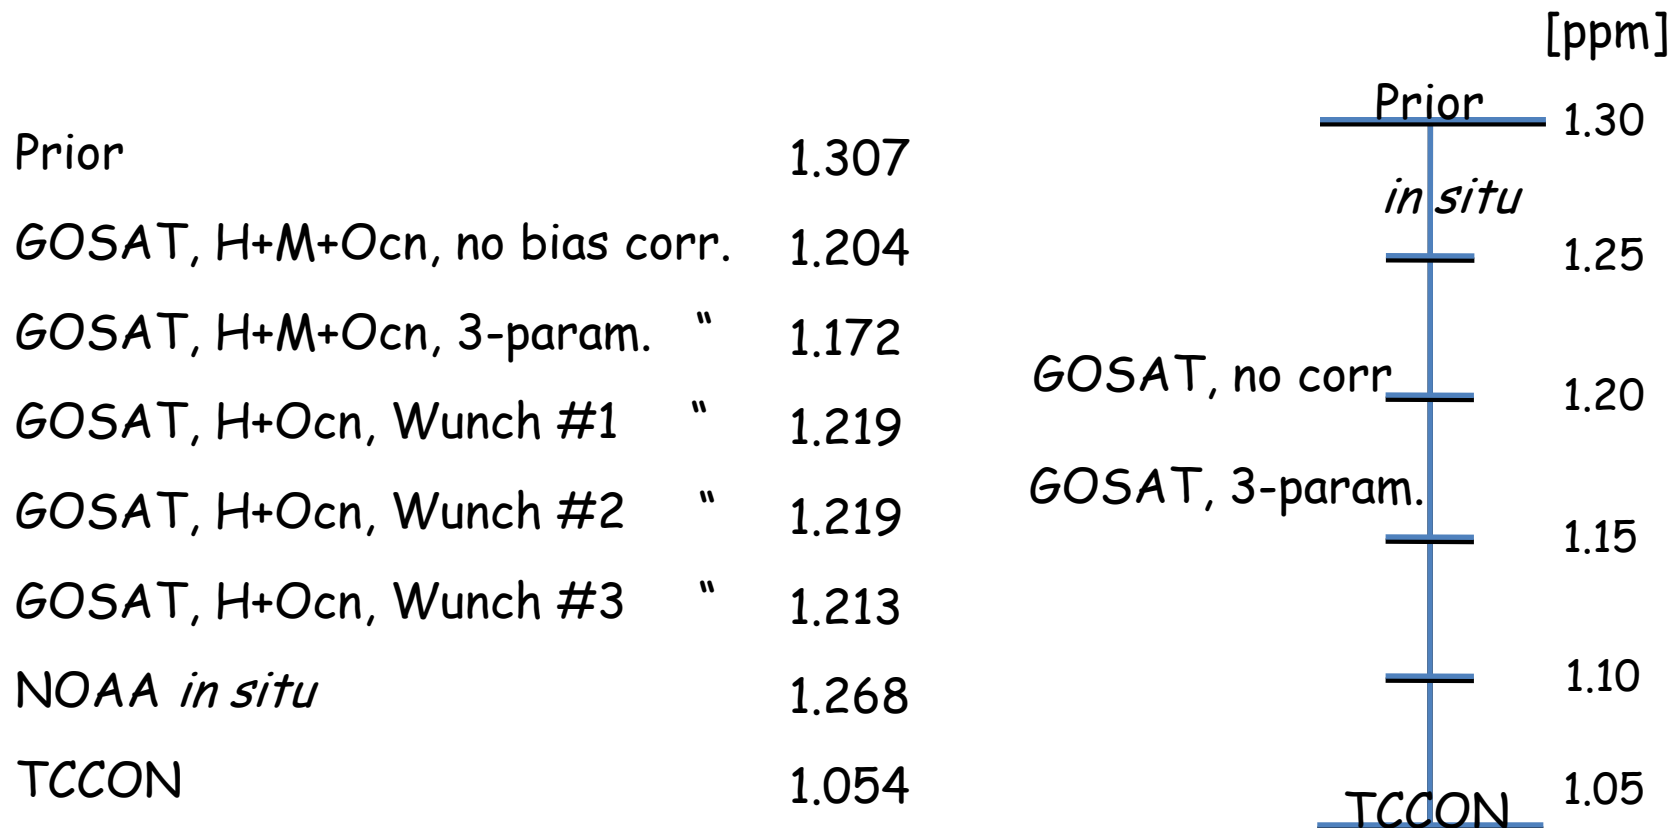 [ppm]
Prior 1.307
GOSAT, H+M+Ocn, no bias corr. 1.204
GOSAT, H+M+Ocn, 3-param. “ 1.172
GOSAT, H+Ocn, Wunch #1 “ 1.219
GOSAT, H+Ocn, Wunch #2 “ 1.219
GOSAT, H+Ocn, Wunch #3 “ 1.213
NOAA in situ 1.268
TCCON 1.054
Prior 1.30
in situ
1.25
GOSAT, no corr
1.20
GOSAT, 3-param.
1.15
1.10
TCCON 1.05